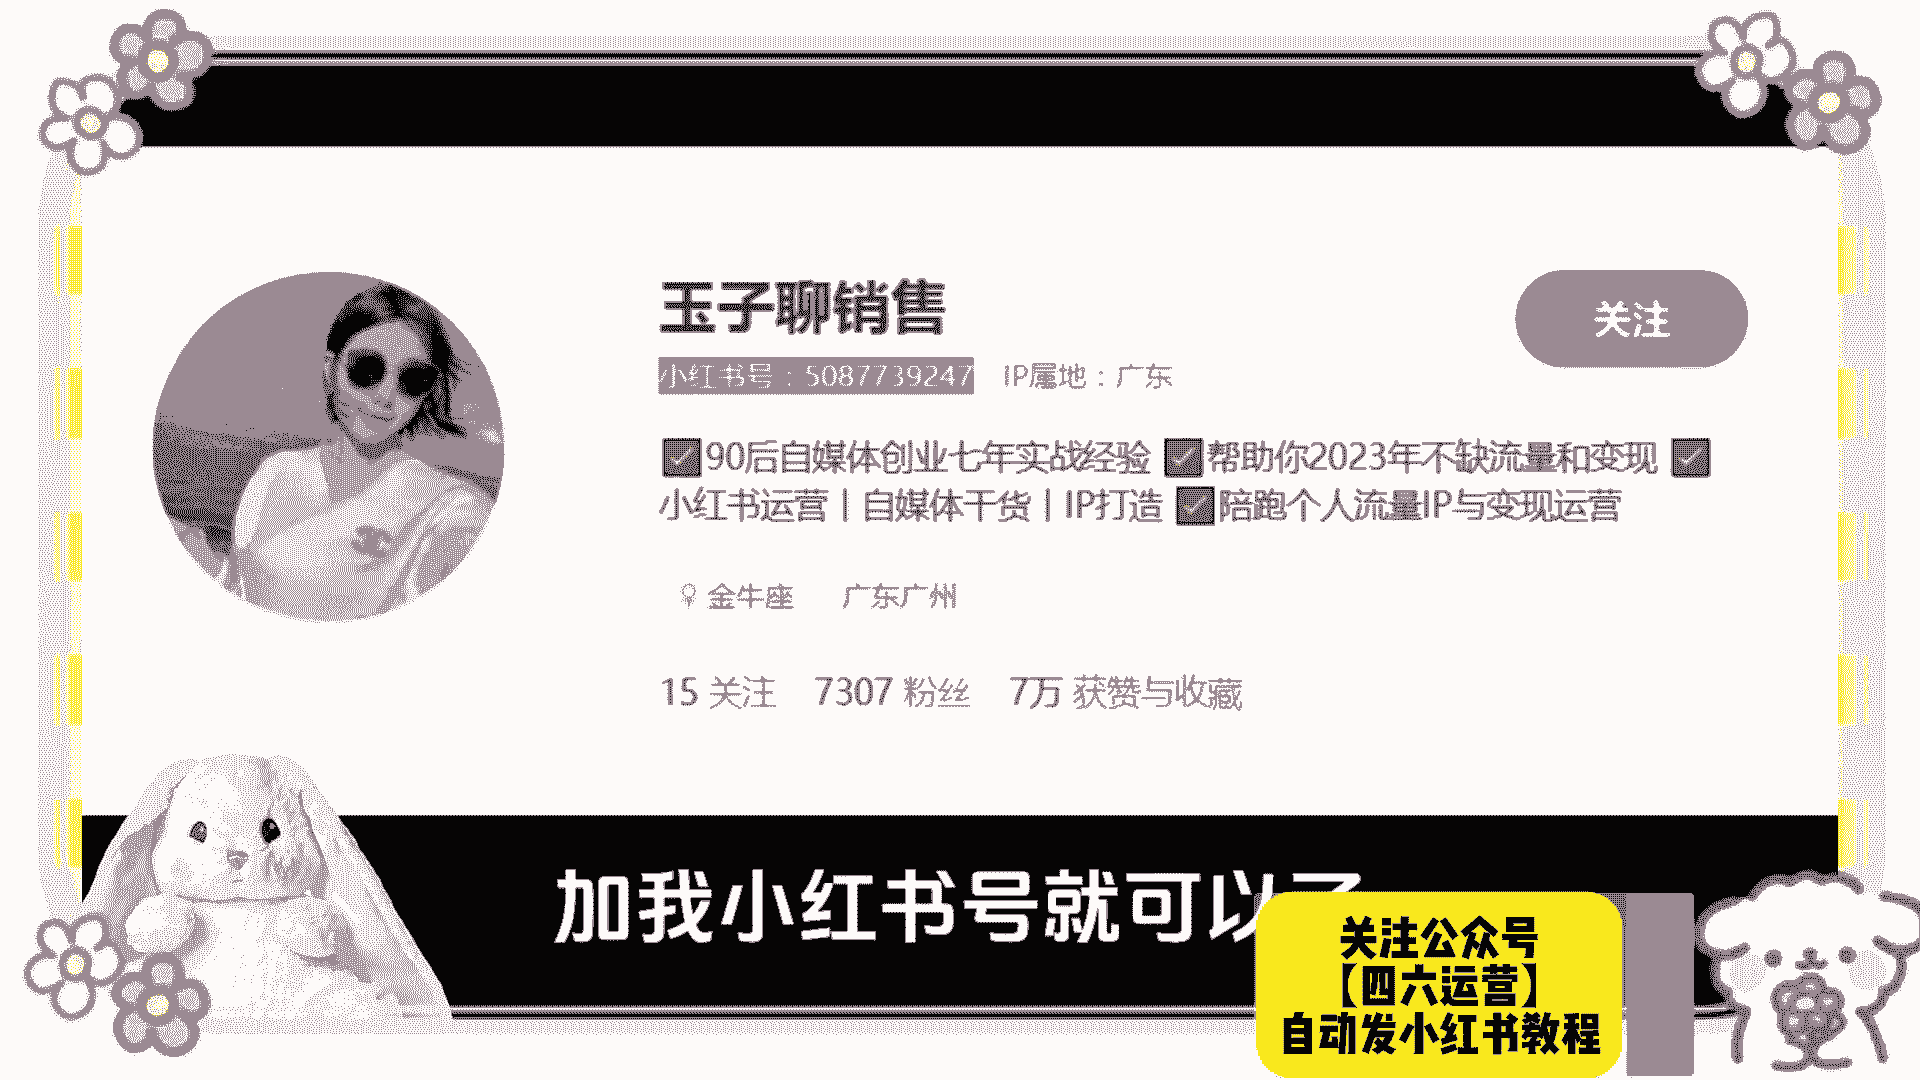 玉子聊销售
关注
小红书号：5087739247 IP属地：广东
✅90后自媒体创业七年实战经验 ✅帮助你2023年不缺流量和变现 ✅
小红书运营｜自媒体干货｜IP打造 ✅陪跑个人流量IP与变现运营
♀ 金牛座 广东广州
15 关注 7307 粉丝 7万 获赞与收藏
加我小红书号就可以了
关注公众号
【四六运营】
自动发小红书教程